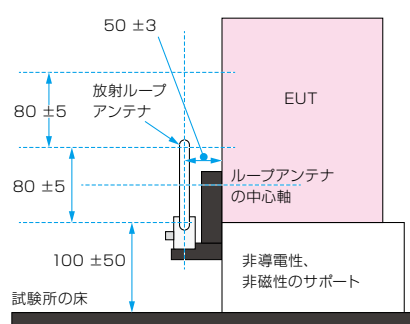 50 ±3
放射ループ
アンテナ
EUT
80 ±5
80 ±5
ループアンテナ
の中心軸
100 ±50
非導電性、
非磁性のサポート
試験所の床